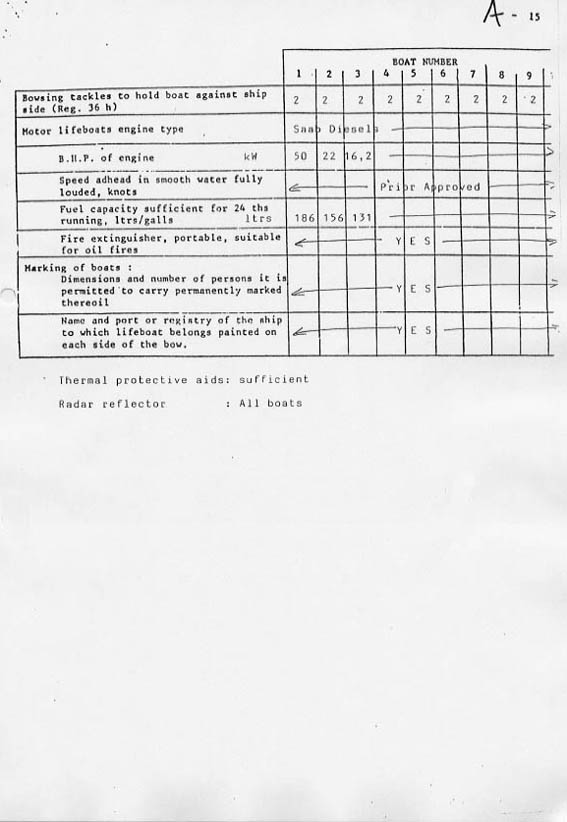 A - 15
BOAT NUMBER
1 2 3 4 5 6 7 8 9
Bowsing tackles to hold boat against ship
side (Reg. 36 h) 2 2 2 2 2 2 2 2 2
Motor lifeboats engine type Saab Diesels
B.H.P. of engine kW 50 22 16,2
Speed adhead in smooth water fully
louded, knots Prior Approved
Fuel capacity sufficient for 24 ths
running, ltrs/galls ltrs 186 156 131
Fire extinguisher, portable, suitable
for oil fires Y E S
Marking of boats :
Dimensions and number of persons it is
permitted to carry permanently marked Y E S
thereoil
Name and port or registry of the ship
to which lifeboat belongs painted on Y E S
each side of the bow.
Thermal protective aids: sufficient
Radar reflector : All boats